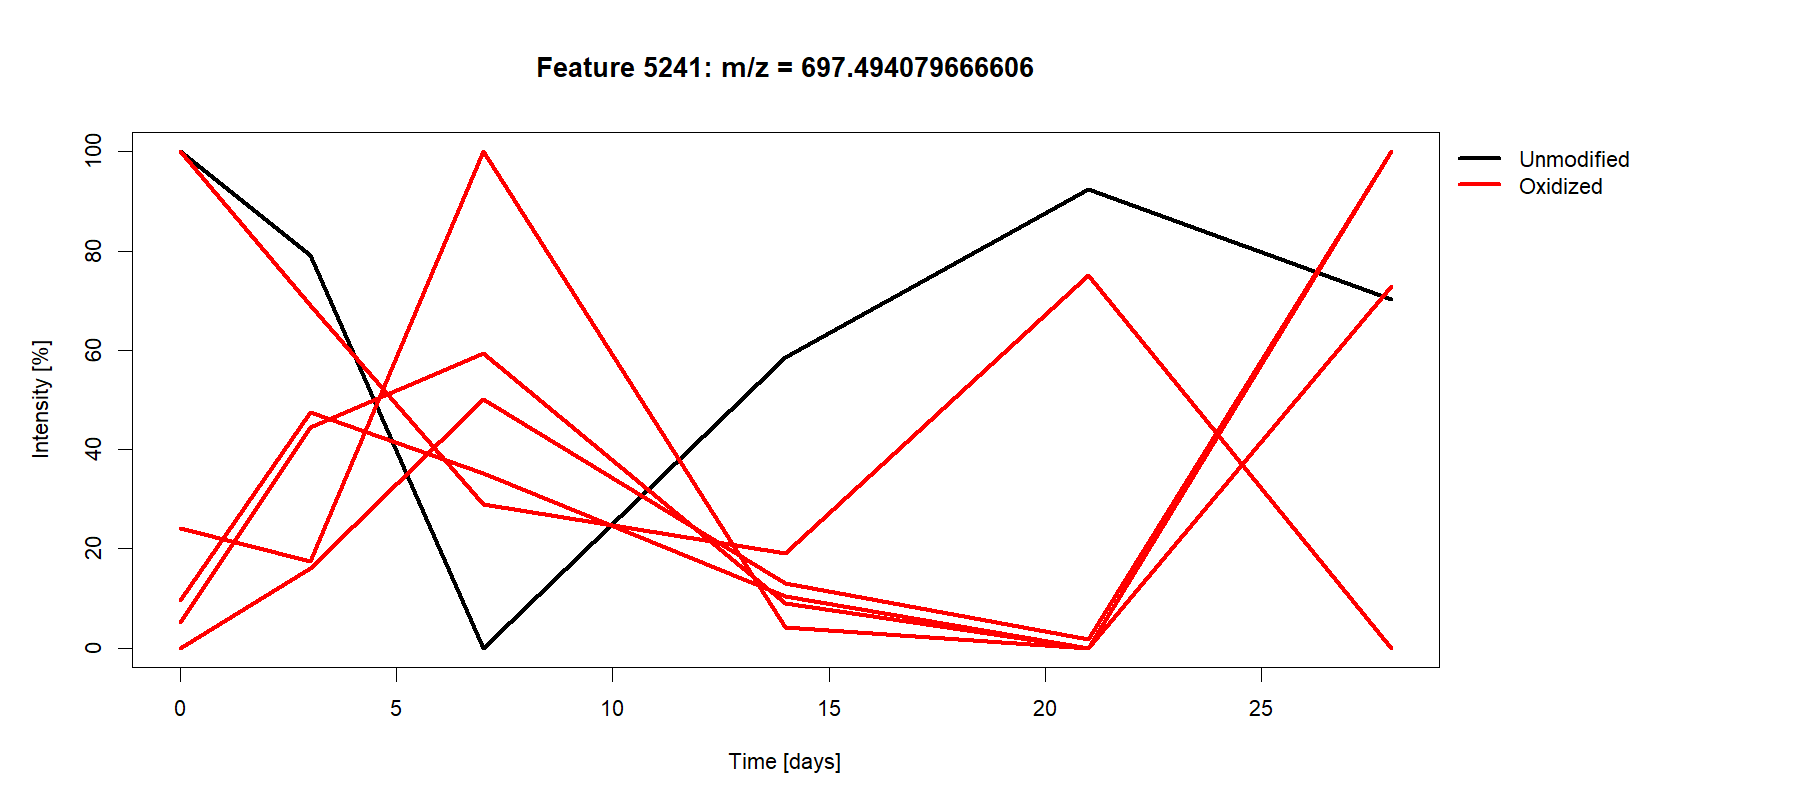 Feature 5241: m/z = 697.494079666606
Unmodified
Oxidized
Intensity [%]
100
80
60
40
20
0
0 5 10 15 20 25
Time [days]